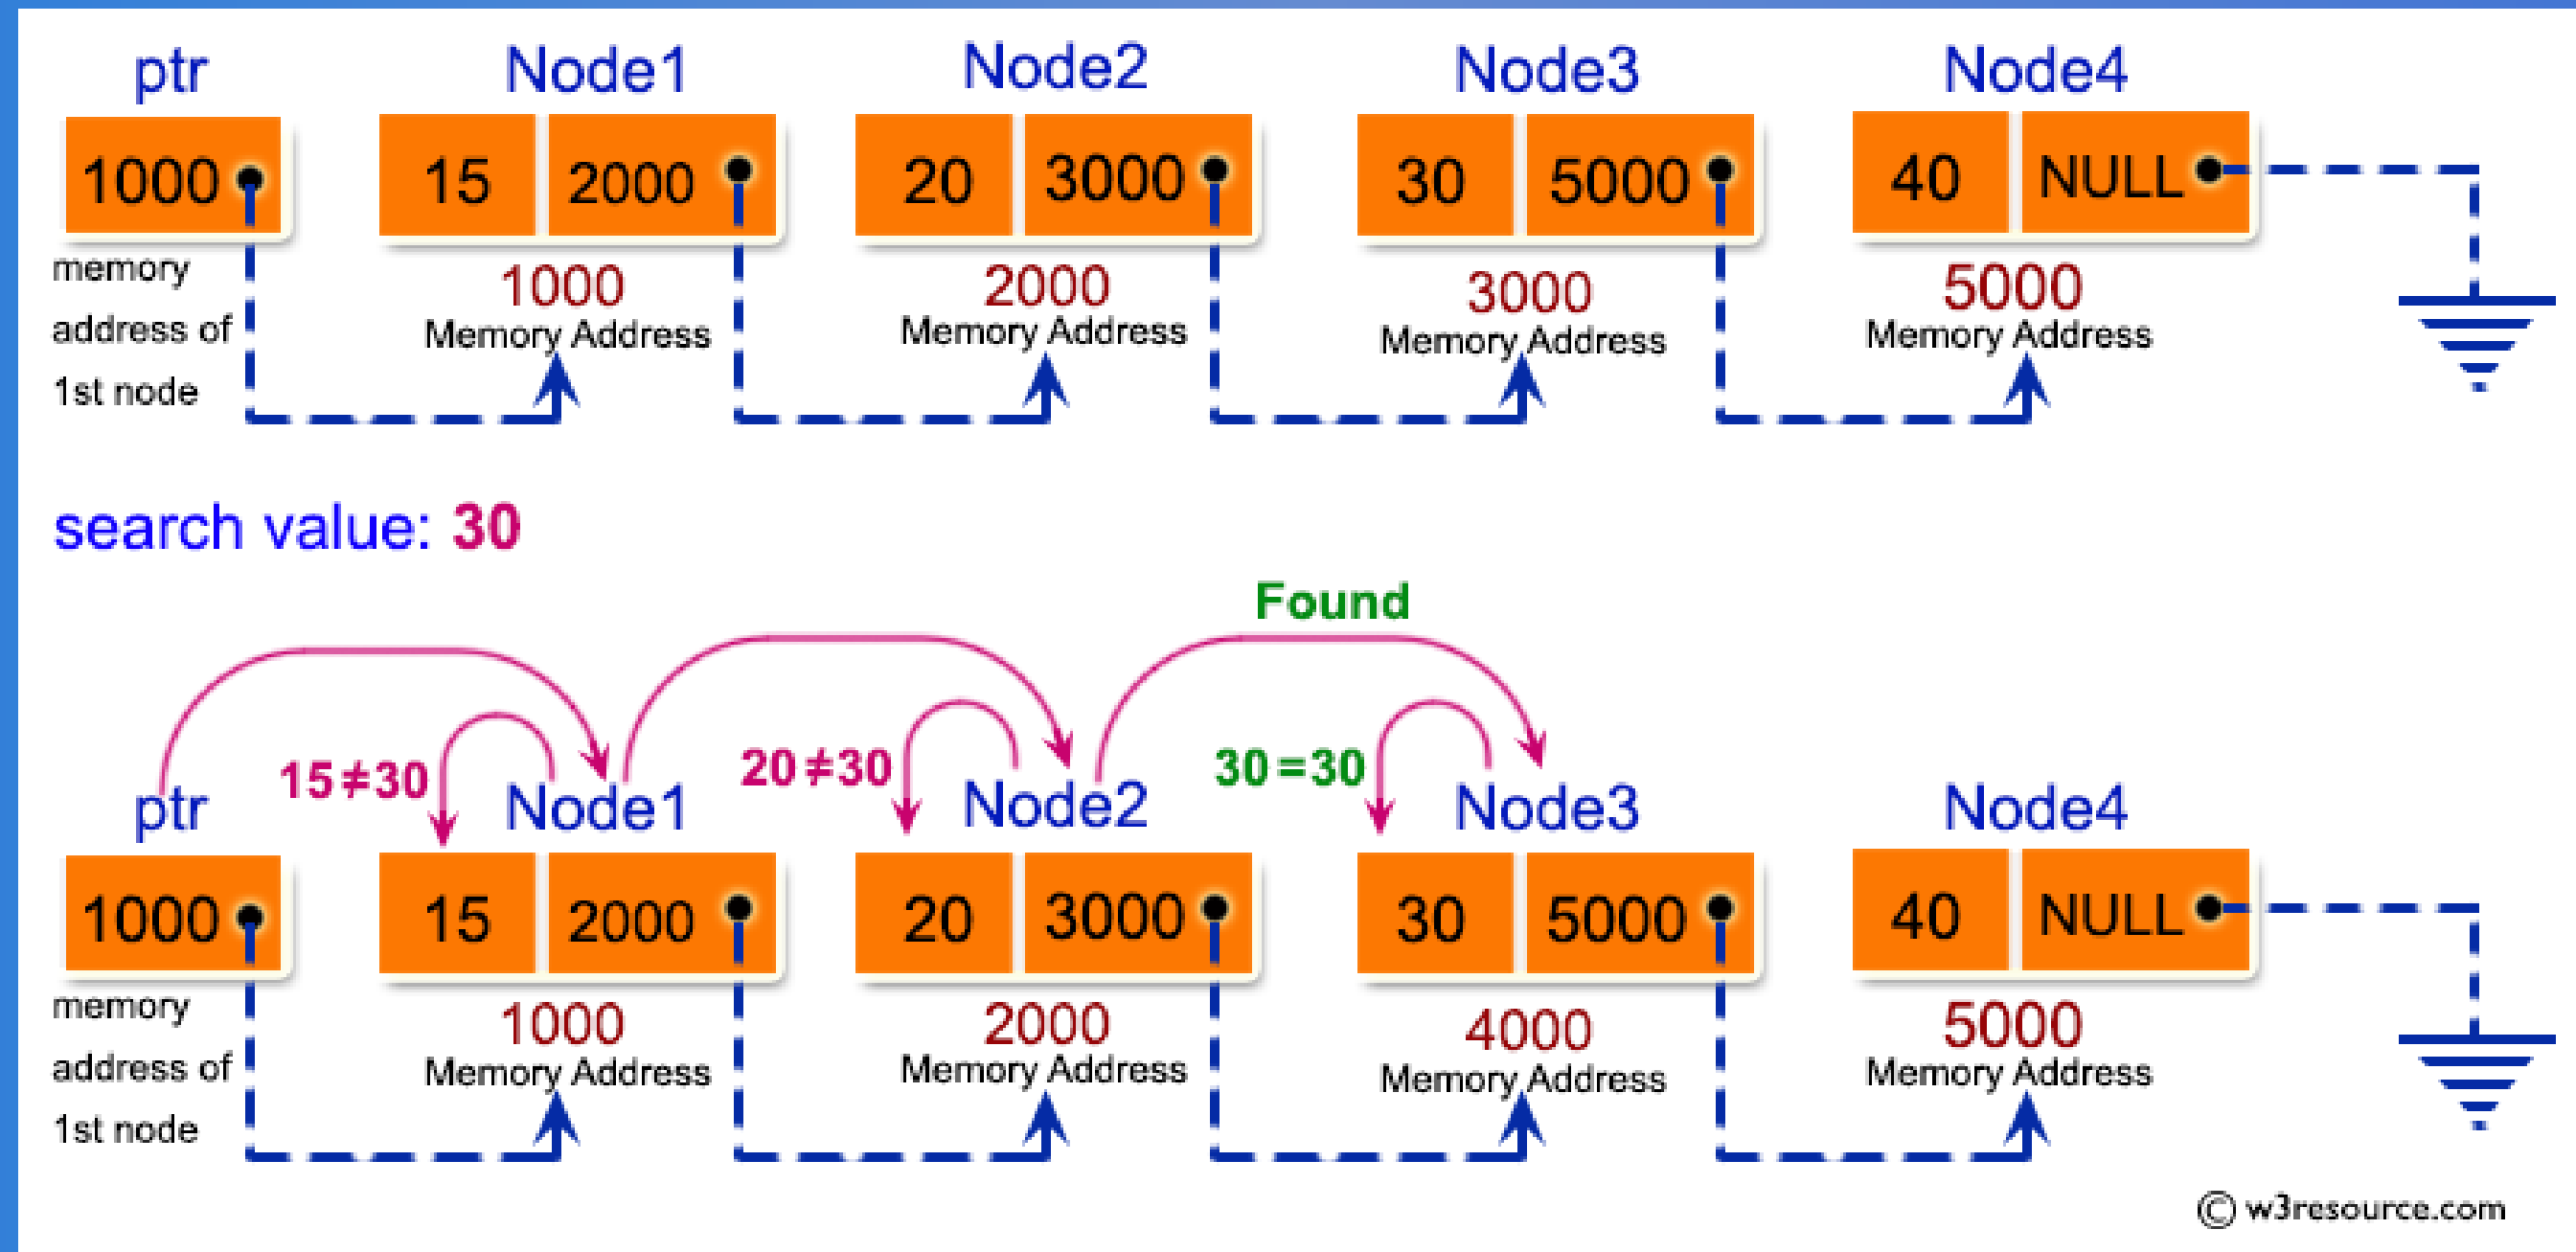 ptr Node1 Node2 Node3 Node4
1000 15 2000 20 3000 30 5000 40 NULL
memory
address of
1st node
1000 2000 3000 5000
Memory Address Memory Address Memory Address Memory Address
search value: 30
Found
15≠30 20≠30 30=30
ptr Node1 Node2 Node3 Node4
1000 15 2000 20 3000 30 5000 40 NULL
memory
address of
1st node
1000 2000 4000 5000
Memory Address Memory Address Memory Address Memory Address
© w3resource.com